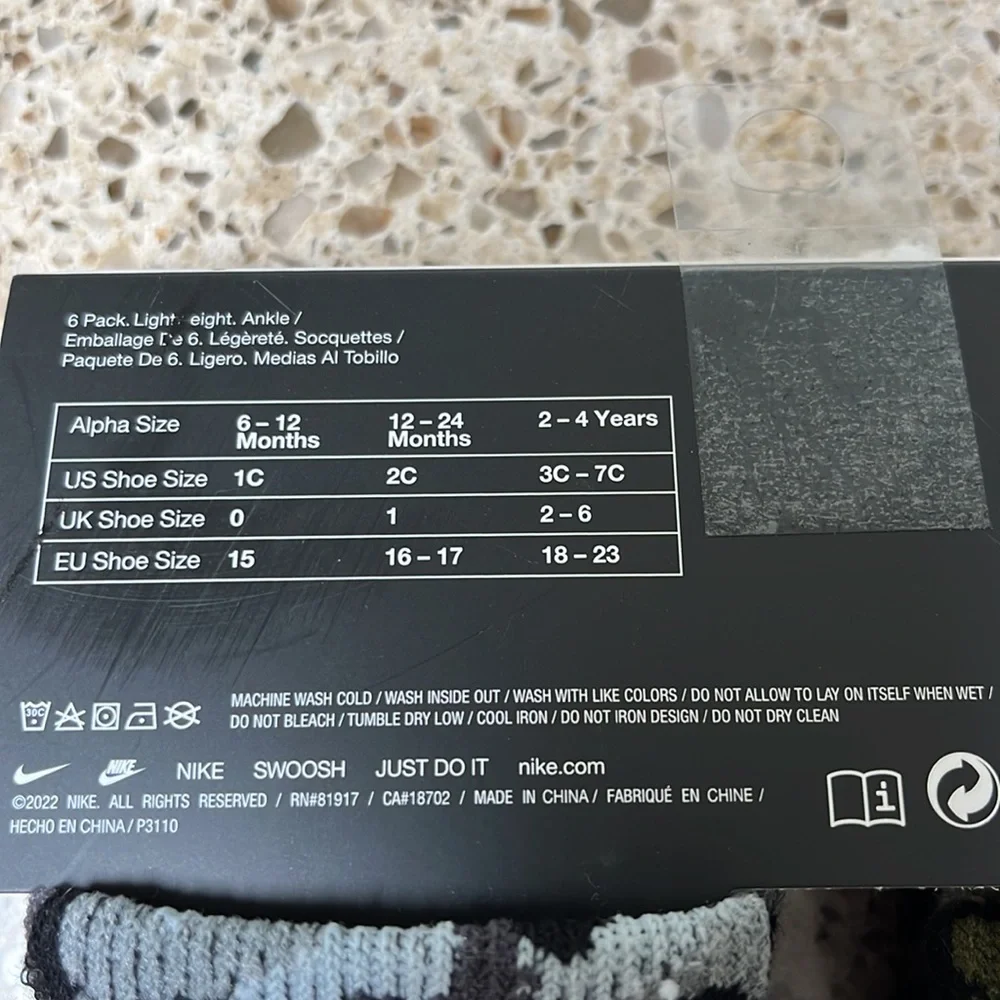 6 Pack. Light eight. Ankle /
Emballage De 6. Légèreté. Socquettes /
Paquete De 6. Ligero. Medias Al Tobillo
Alpha Size 6 – 12 Months 12 – 24 Months 2 – 4 Years
US Shoe Size 1C 2C 3C – 7C
UK Shoe Size 0 1 2 – 6
EU Shoe Size 15 16 – 17 18 – 23
30C MACHINE WASH COLD / WASH INSIDE OUT / WASH WITH LIKE COLORS / DO NOT ALLOW TO LAY ON ITSELF WHEN WET /
DO NOT BLEACH / TUMBLE DRY LOW / COOL IRON / DO NOT IRON DESIGN / DO NOT DRY CLEAN
NIKE NIKE SWOOSH JUST DO IT nike.com
©2022 NIKE. ALL RIGHTS RESERVED / RN#81917 / CA#18702 / MADE IN CHINA / FABRIQUÉ EN CHINE /
HECHO EN CHINA / P3110